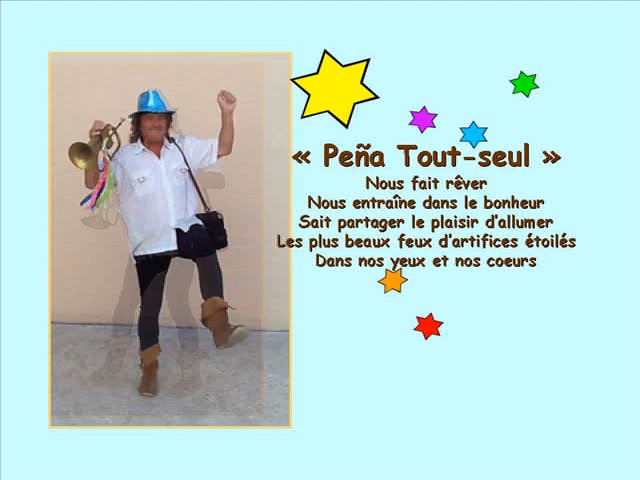 « Peña Tout-seul »
Nous fait rêver
Nous entraîne dans le bonheur
Sait partager le plaisir d'allumer
Les plus beaux feux d'artifices étoilés
Dans nos yeux et nos coeurs